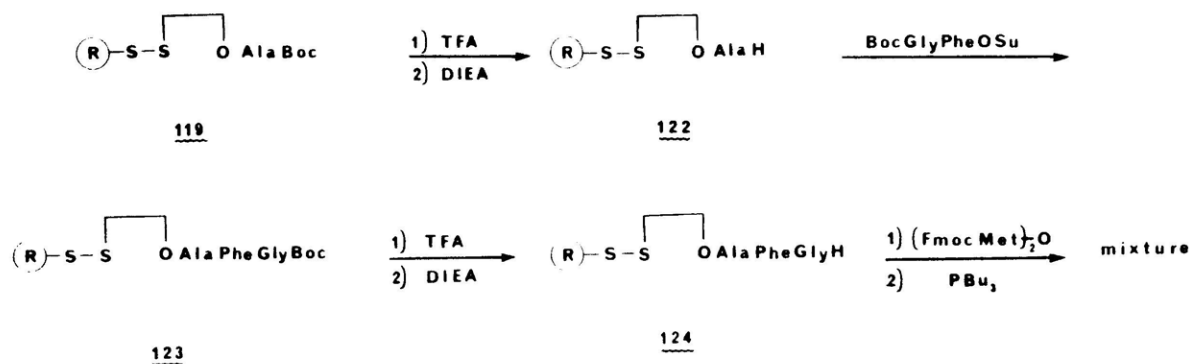 R-S-S O Ala Boc 1) TFA R-S-S O Ala H BocGlyPheOSu
2) DIEA
119 122
R-S-S O Ala Phe Gly Boc 1) TFA R-S-S O Ala Phe Gly H 1) (Fmoc Met)2O mixture
2) DIEA 2) PBu3
123 124